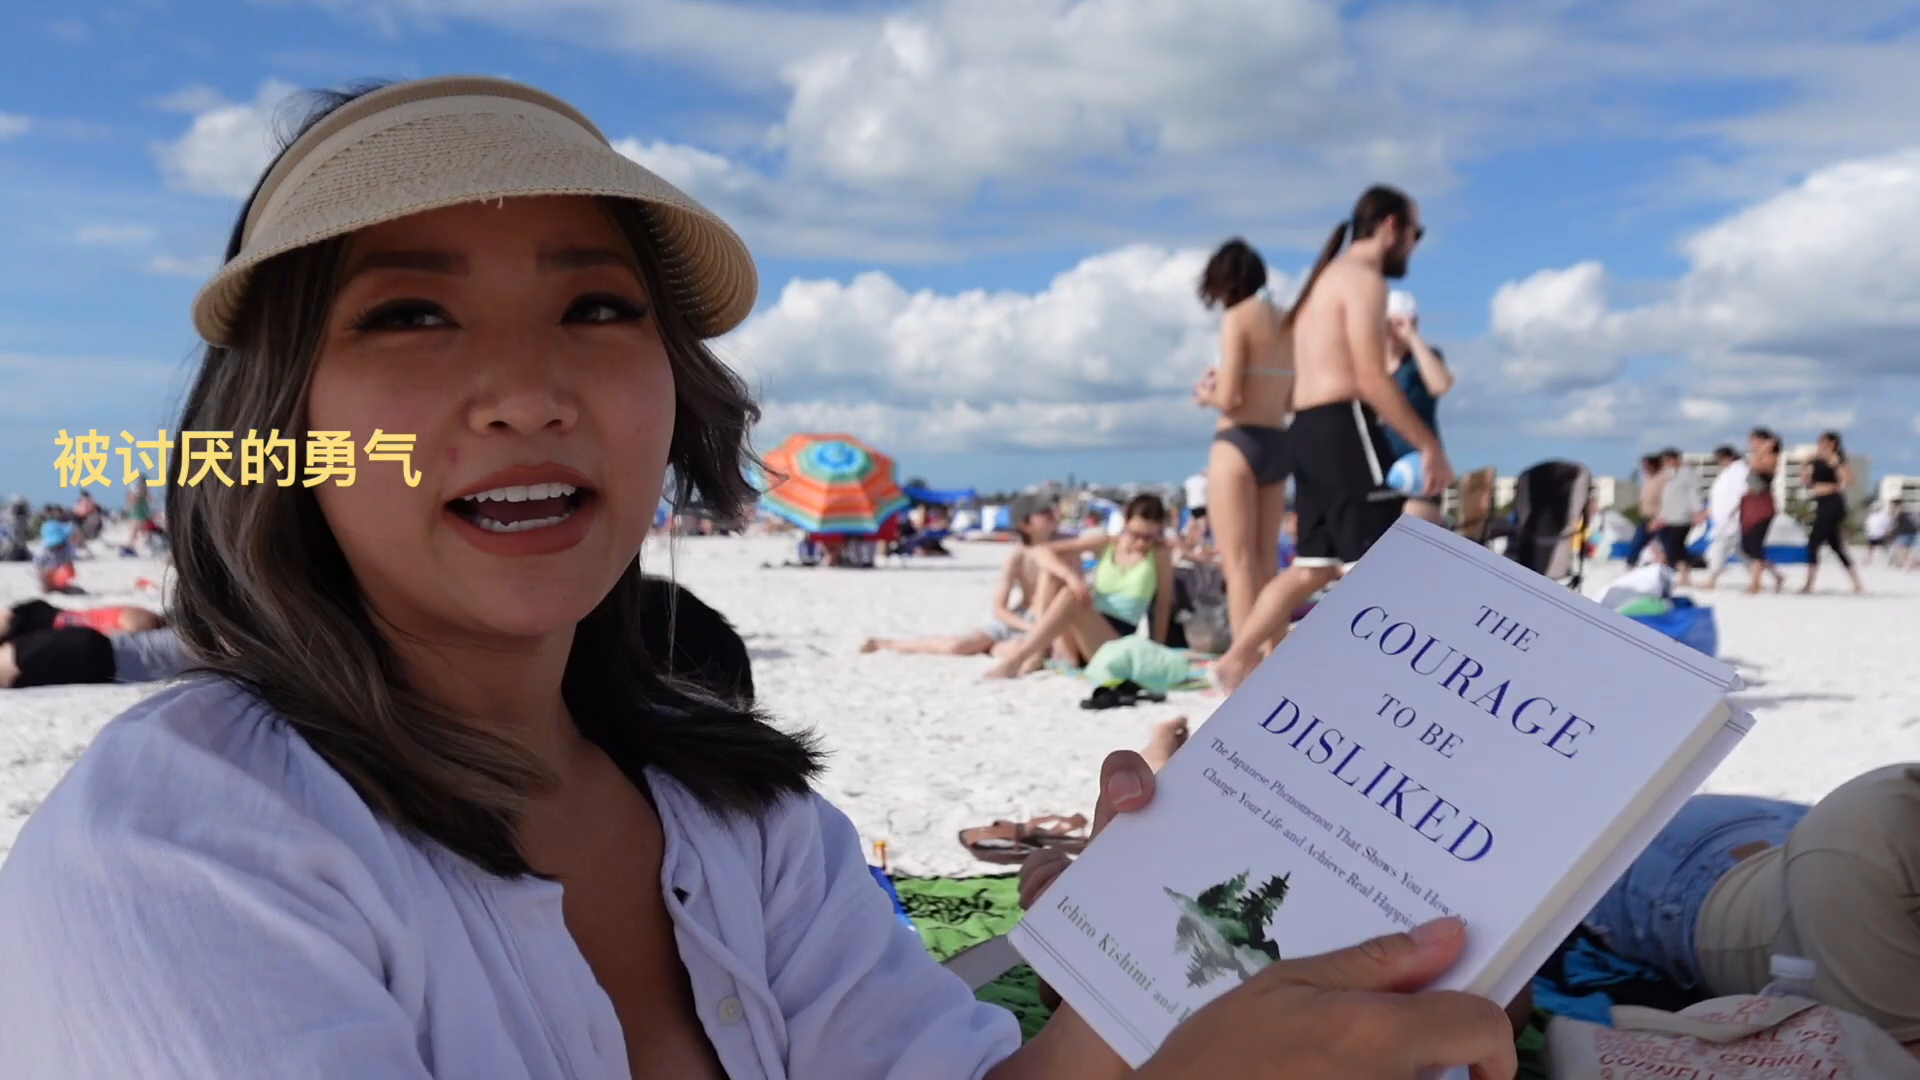 被讨厌的勇气
THE
COURAGE
TO BE
DISLIKED
The Japanese Phenomenon That Shows You How to
Change Your Life and Achieve Real
Ichiro Kishimi and
CORNELL